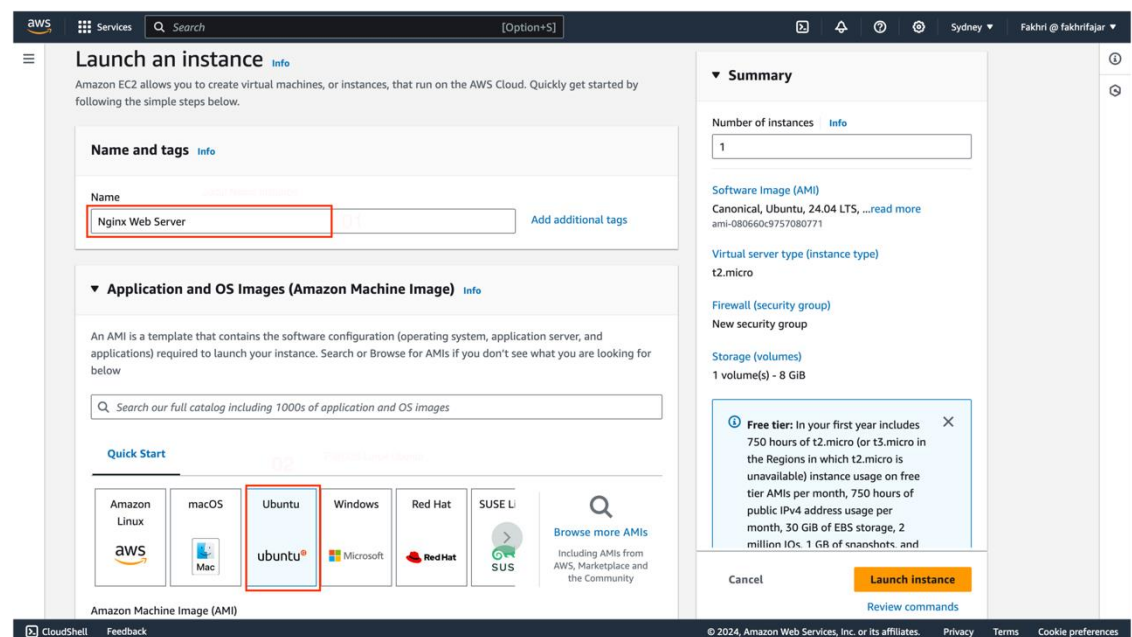 aws
Services
Search
[Option+S]
Sydney ▼
Fakhri @ fakhrifajar ▼
Launch an instance Info
Amazon EC2 allows you to create virtual machines, or instances, that run on the AWS Cloud. Quickly get started by
following the simple steps below.
Name and tags Info
Name
Nginx Web Server
Add additional tags
▼ Application and OS Images (Amazon Machine Image) Info
An AMI is a template that contains the software configuration (operating system, application server, and
applications) required to launch your instance. Search or Browse for AMIs if you don't see what you are looking for
below
Search our full catalog including 1000s of application and OS images
Quick Start
Amazon
Linux
aws
macOS
Mac
Ubuntu
ubuntu®
Windows
Microsoft
Red Hat
RedHat
SUSE Li
SUS
Browse more AMIs
Including AMIs from
AWS, Marketplace and
the Community
Amazon Machine Image (AMI)
▼ Summary
Number of instances Info
1
Software Image (AMI)
Canonical, Ubuntu, 24.04 LTS, ...read more
ami-080660c9757080771
Virtual server type (instance type)
t2.micro
Firewall (security group)
New security group
Storage (volumes)
1 volume(s) - 8 GiB
Free tier: In your first year includes
750 hours of t2.micro (or t3.micro in
the Regions in which t2.micro is
unavailable) instance usage on free
tier AMIs per month, 750 hours of
public IPv4 address usage per
month, 30 GiB of EBS storage, 2
million IOs, 1 GB of snapshots, and
Cancel
Launch instance
Review commands
CloudShell
Feedback
© 2024, Amazon Web Services, Inc. or its affiliates.
Privacy
Terms
Cookie preferences